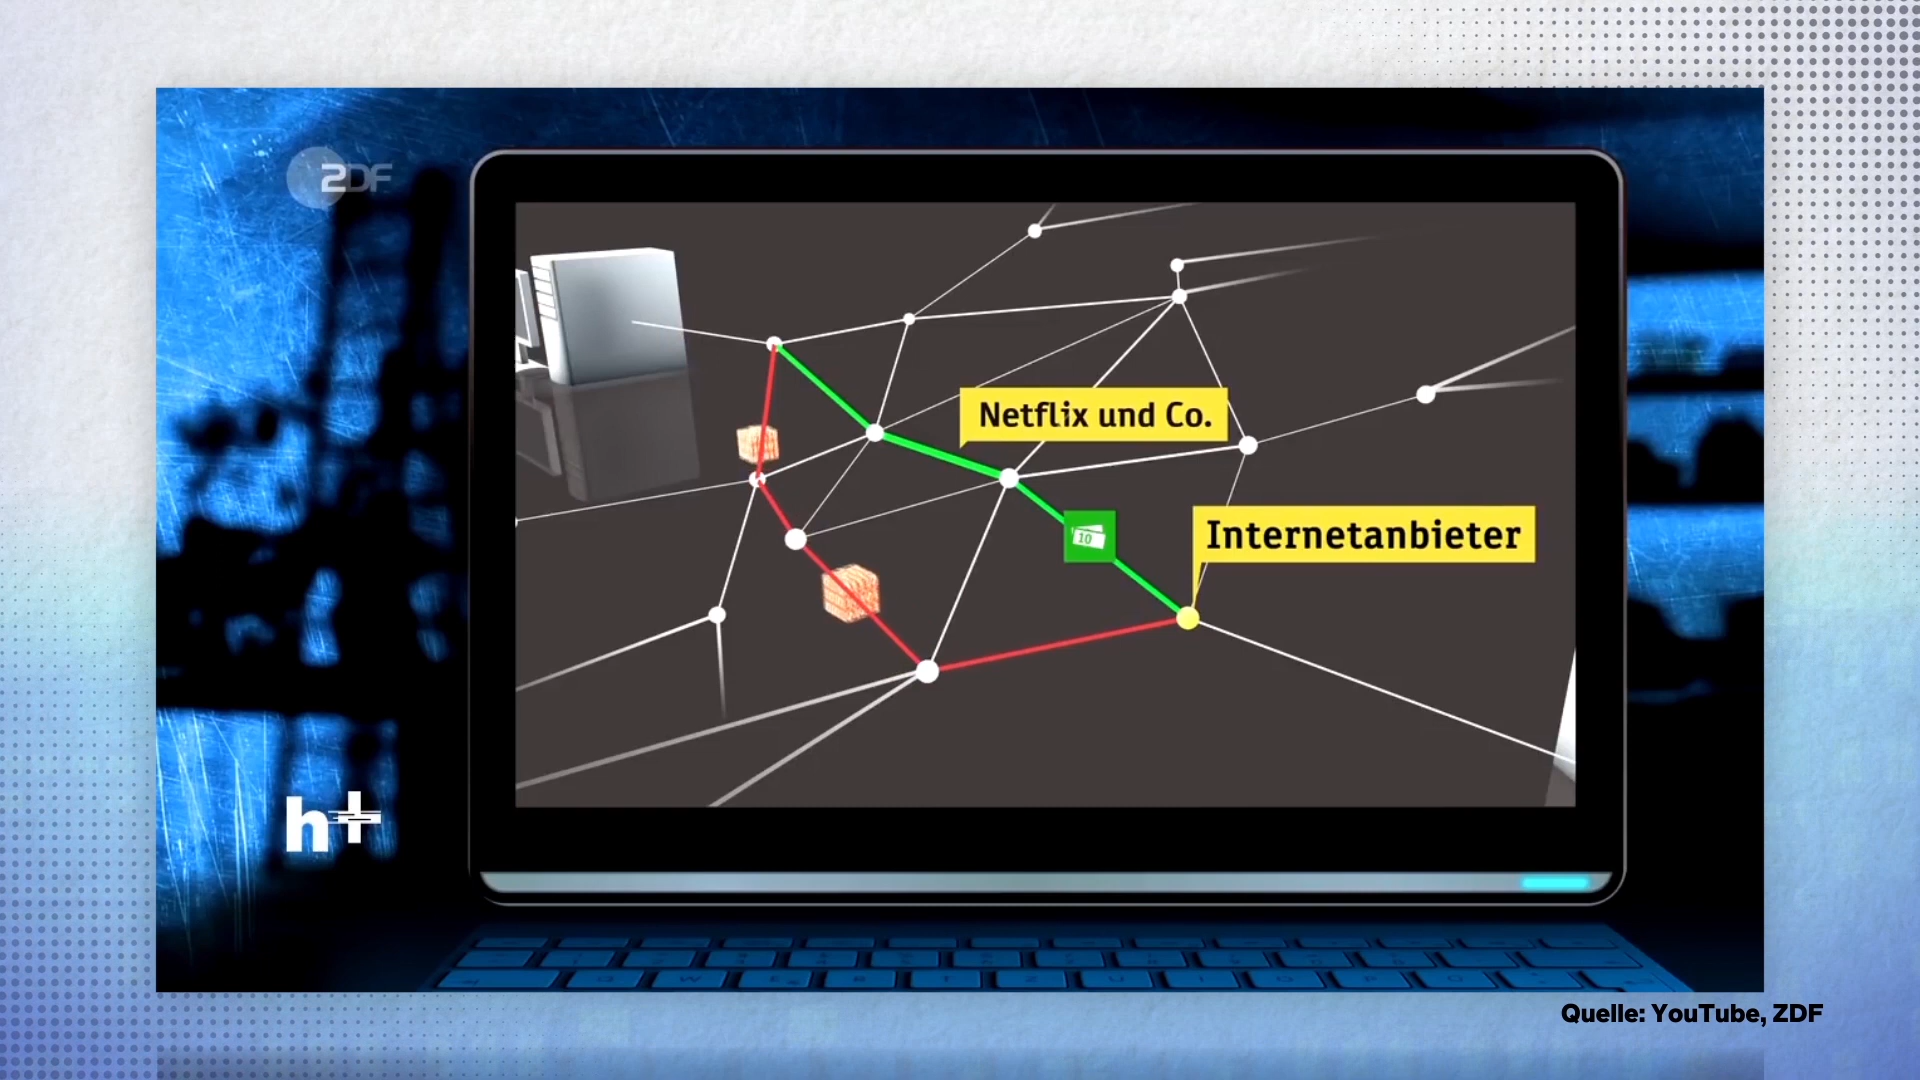 ZDF
Netflix und Co.
10
Internetanbieter
h+
Quelle: YouTube, ZDF